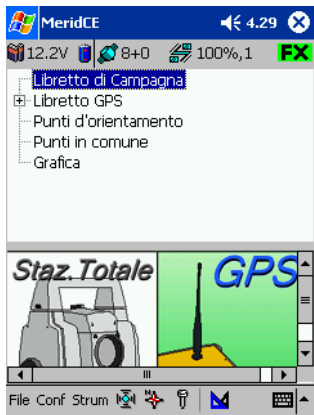 MeridCE 4.29
12.2V 8+0 100%,1 FX
Libretto di Campagna
Libretto GPS
Punti d'orientamento
Punti in comune
Grafica
Staz.Totale GPS
File Conf Strum